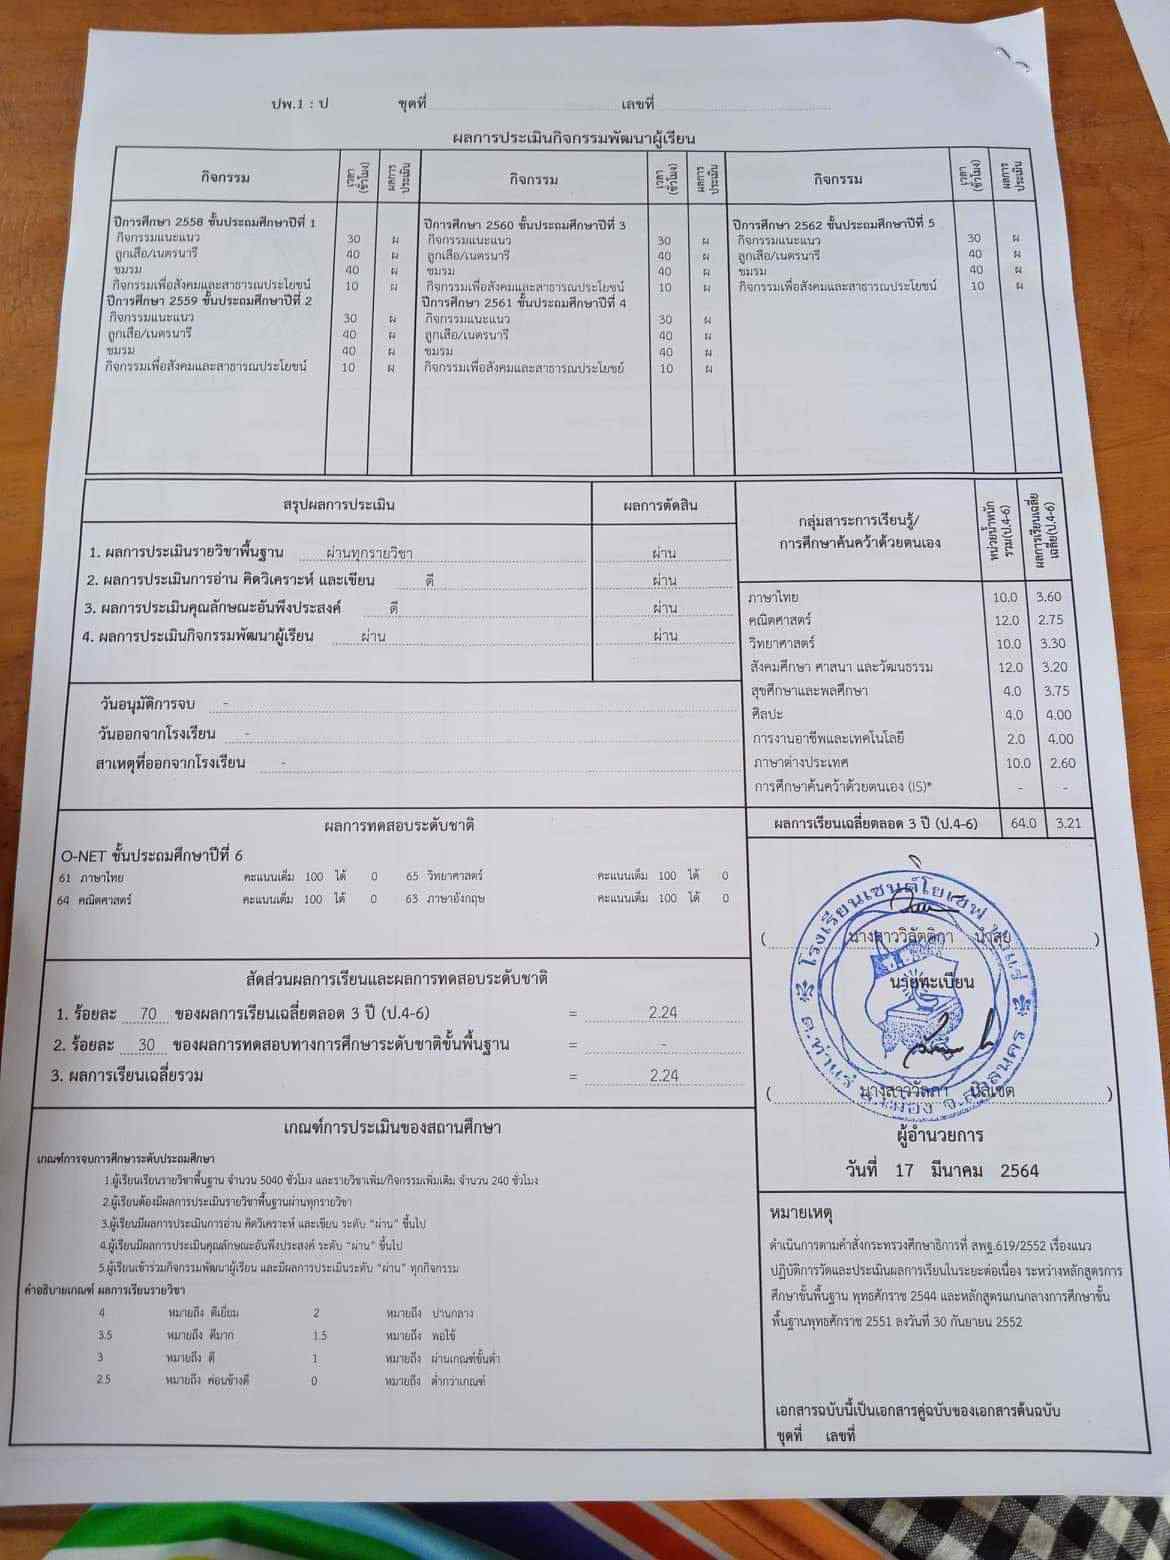 ปพ.1 : ป ชุดที่ เลขที่
ผลการประเมินกิจกรรมพัฒนาผู้เรียน
กิจกรรม เวลา (ชั่วโมง) ผลการประเมิน กิจกรรม เวลา (ชั่วโมง) ผลการประเมิน กิจกรรม เวลา (ชั่วโมง) ผลการประเมิน
ปีการศึกษา 2558 ชั้นประถมศึกษาปีที่ 1
กิจกรรมแนะแนว 30 ผ
ลูกเสือ/เนตรนารี 40 ผ
ชมรม 40 ผ
กิจกรรมเพื่อสังคมและสาธารณประโยชน์ 10 ผ
ปีการศึกษา 2559 ชั้นประถมศึกษาปีที่ 2
กิจกรรมแนะแนว 30 ผ
ลูกเสือ/เนตรนารี 40 ผ
ชมรม 40 ผ
กิจกรรมเพื่อสังคมและสาธารณประโยชน์ 10 ผ
ปีการศึกษา 2560 ชั้นประถมศึกษาปีที่ 3
กิจกรรมแนะแนว 30 ผ
ลูกเสือ/เนตรนารี 40 ผ
ชมรม 40 ผ
กิจกรรมเพื่อสังคมและสาธารณประโยชน์ 10 ผ
ปีการศึกษา 2561 ชั้นประถมศึกษาปีที่ 4
กิจกรรมแนะแนว 30 ผ
ลูกเสือ/เนตรนารี 40 ผ
ชมรม 40 ผ
กิจกรรมเพื่อสังคมและสาธารณประโยชน์ 10 ผ
ปีการศึกษา 2562 ชั้นประถมศึกษาปีที่ 5
กิจกรรมแนะแนว 30 ผ
ลูกเสือ/เนตรนารี 40 ผ
ชมรม 40 ผ
กิจกรรมเพื่อสังคมและสาธารณประโยชน์ 10 ผ
สรุปผลการประเมิน ผลการตัดสิน
1. ผลการประเมินรายวิชาพื้นฐาน ผ่านทุกรายวิชา ผ่าน
2. ผลการประเมินการอ่าน คิดวิเคราะห์ และเขียน ดี ผ่าน
3. ผลการประเมินคุณลักษณะอันพึงประสงค์ ดี ผ่าน
4. ผลการประเมินกิจกรรมพัฒนาผู้เรียน ผ่าน ผ่าน
วันอนุมัติการจบ -
วันออกจากโรงเรียน -
สาเหตุที่ออกจากโรงเรียน -
กลุ่มสาระการเรียนรู้/
การศึกษาค้นคว้าด้วยตนเอง
หน่วยน้ำหนัก
รวม(ป.4-6)
ผลการเรียนเฉลี่ย
เฉลี่ย(ป.4-6)
ภาษาไทย 10.0 3.60
คณิตศาสตร์ 12.0 2.75
วิทยาศาสตร์ 10.0 3.30
สังคมศึกษา ศาสนา และวัฒนธรรม 12.0 3.20
สุขศึกษาและพลศึกษา 4.0 3.75
ศิลปะ 4.0 4.00
การงานอาชีพและเทคโนโลยี 2.0 4.00
ภาษาต่างประเทศ 10.0 2.60
การศึกษาค้นคว้าด้วยตนเอง (IS)* - -
ผลการเรียนเฉลี่ยตลอด 3 ปี (ป.4-6) 64.0 3.21
ผลการทดสอบระดับชาติ
O-NET ชั้นประถมศึกษาปีที่ 6
61 ภาษาไทย คะแนนเต็ม 100 ได้ 0 65 วิทยาศาสตร์ คะแนนเต็ม 100 ได้ 0
64 คณิตศาสตร์ คะแนนเต็ม 100 ได้ 0 63 ภาษาอังกฤษ คะแนนเต็ม 100 ได้ 0
สัดส่วนผลการเรียนและผลการทดสอบระดับชาติ
1. ร้อยละ 70 ของผลการเรียนเฉลี่ยตลอด 3 ปี (ป.4-6) = 2.24
2. ร้อยละ 30 ของผลการทดสอบทางการศึกษาระดับชาติขั้นพื้นฐาน = -
3. ผลการเรียนเฉลี่ยรวม = 2.24
โรงเรียนเซนต์โยเซฟ ท่าแร่
ต.ท่าแร่ อ.เมือง จ.สกลนคร
( นางสาววิลัตติกา )
นายทะเบียน
( นางสาววัลภา )
ผู้อำนวยการ
วันที่ 17 มีนาคม 2564
เกณฑ์การประเมินของสถานศึกษา
เกณฑ์การจบการศึกษาระดับประถมศึกษา
1.ผู้เรียนเรียนรายวิชาพื้นฐาน จำนวน 5040 ชั่วโมง และรายวิชาเพิ่ม/กิจกรรมเพิ่มเติม จำนวน 240 ชั่วโมง
2.ผู้เรียนต้องมีผลการประเมินรายวิชาพื้นฐานผ่านทุกรายวิชา
3.ผู้เรียนมีผลการประเมินการอ่าน คิดวิเคราะห์ และเขียน ระดับ "ผ่าน" ขึ้นไป
4.ผู้เรียนมีผลการประเมินคุณลักษณะอันพึงประสงค์ ระดับ "ผ่าน" ขึ้นไป
5.ผู้เรียนเข้าร่วมกิจกรรมพัฒนาผู้เรียน และมีผลการประเมินระดับ "ผ่าน" ทุกกิจกรรม
คำอธิบายเกณฑ์ ผลการเรียนรายวิชา
4 หมายถึง ดีเยี่ยม 2 หมายถึง ปานกลาง
3.5 หมายถึง ดีมาก 1.5 หมายถึง พอใช้
3 หมายถึง ดี 1 หมายถึง ผ่านเกณฑ์ขั้นต่ำ
2.5 หมายถึง ค่อนข้างดี 0 หมายถึง ต่ำกว่าเกณฑ์
หมายเหตุ
ดำเนินการตามคำสั่งกระทรวงศึกษาธิการที่ สพฐ.619/2552 เรื่องแนว
ปฏิบัติการวัดและประเมินผลการเรียนในระยะต่อเนื่อง ระหว่างหลักสูตรการ
ศึกษาขั้นพื้นฐาน พุทธศักราช 2544 และหลักสูตรแกนกลางการศึกษาขั้น
พื้นฐานพุทธศักราช 2551 ลงวันที่ 30 กันยายน 2552
เอกสารฉบับนี้เป็นเอกสารคู่ฉบับของเอกสารต้นฉบับ
ชุดที่ เลขที่